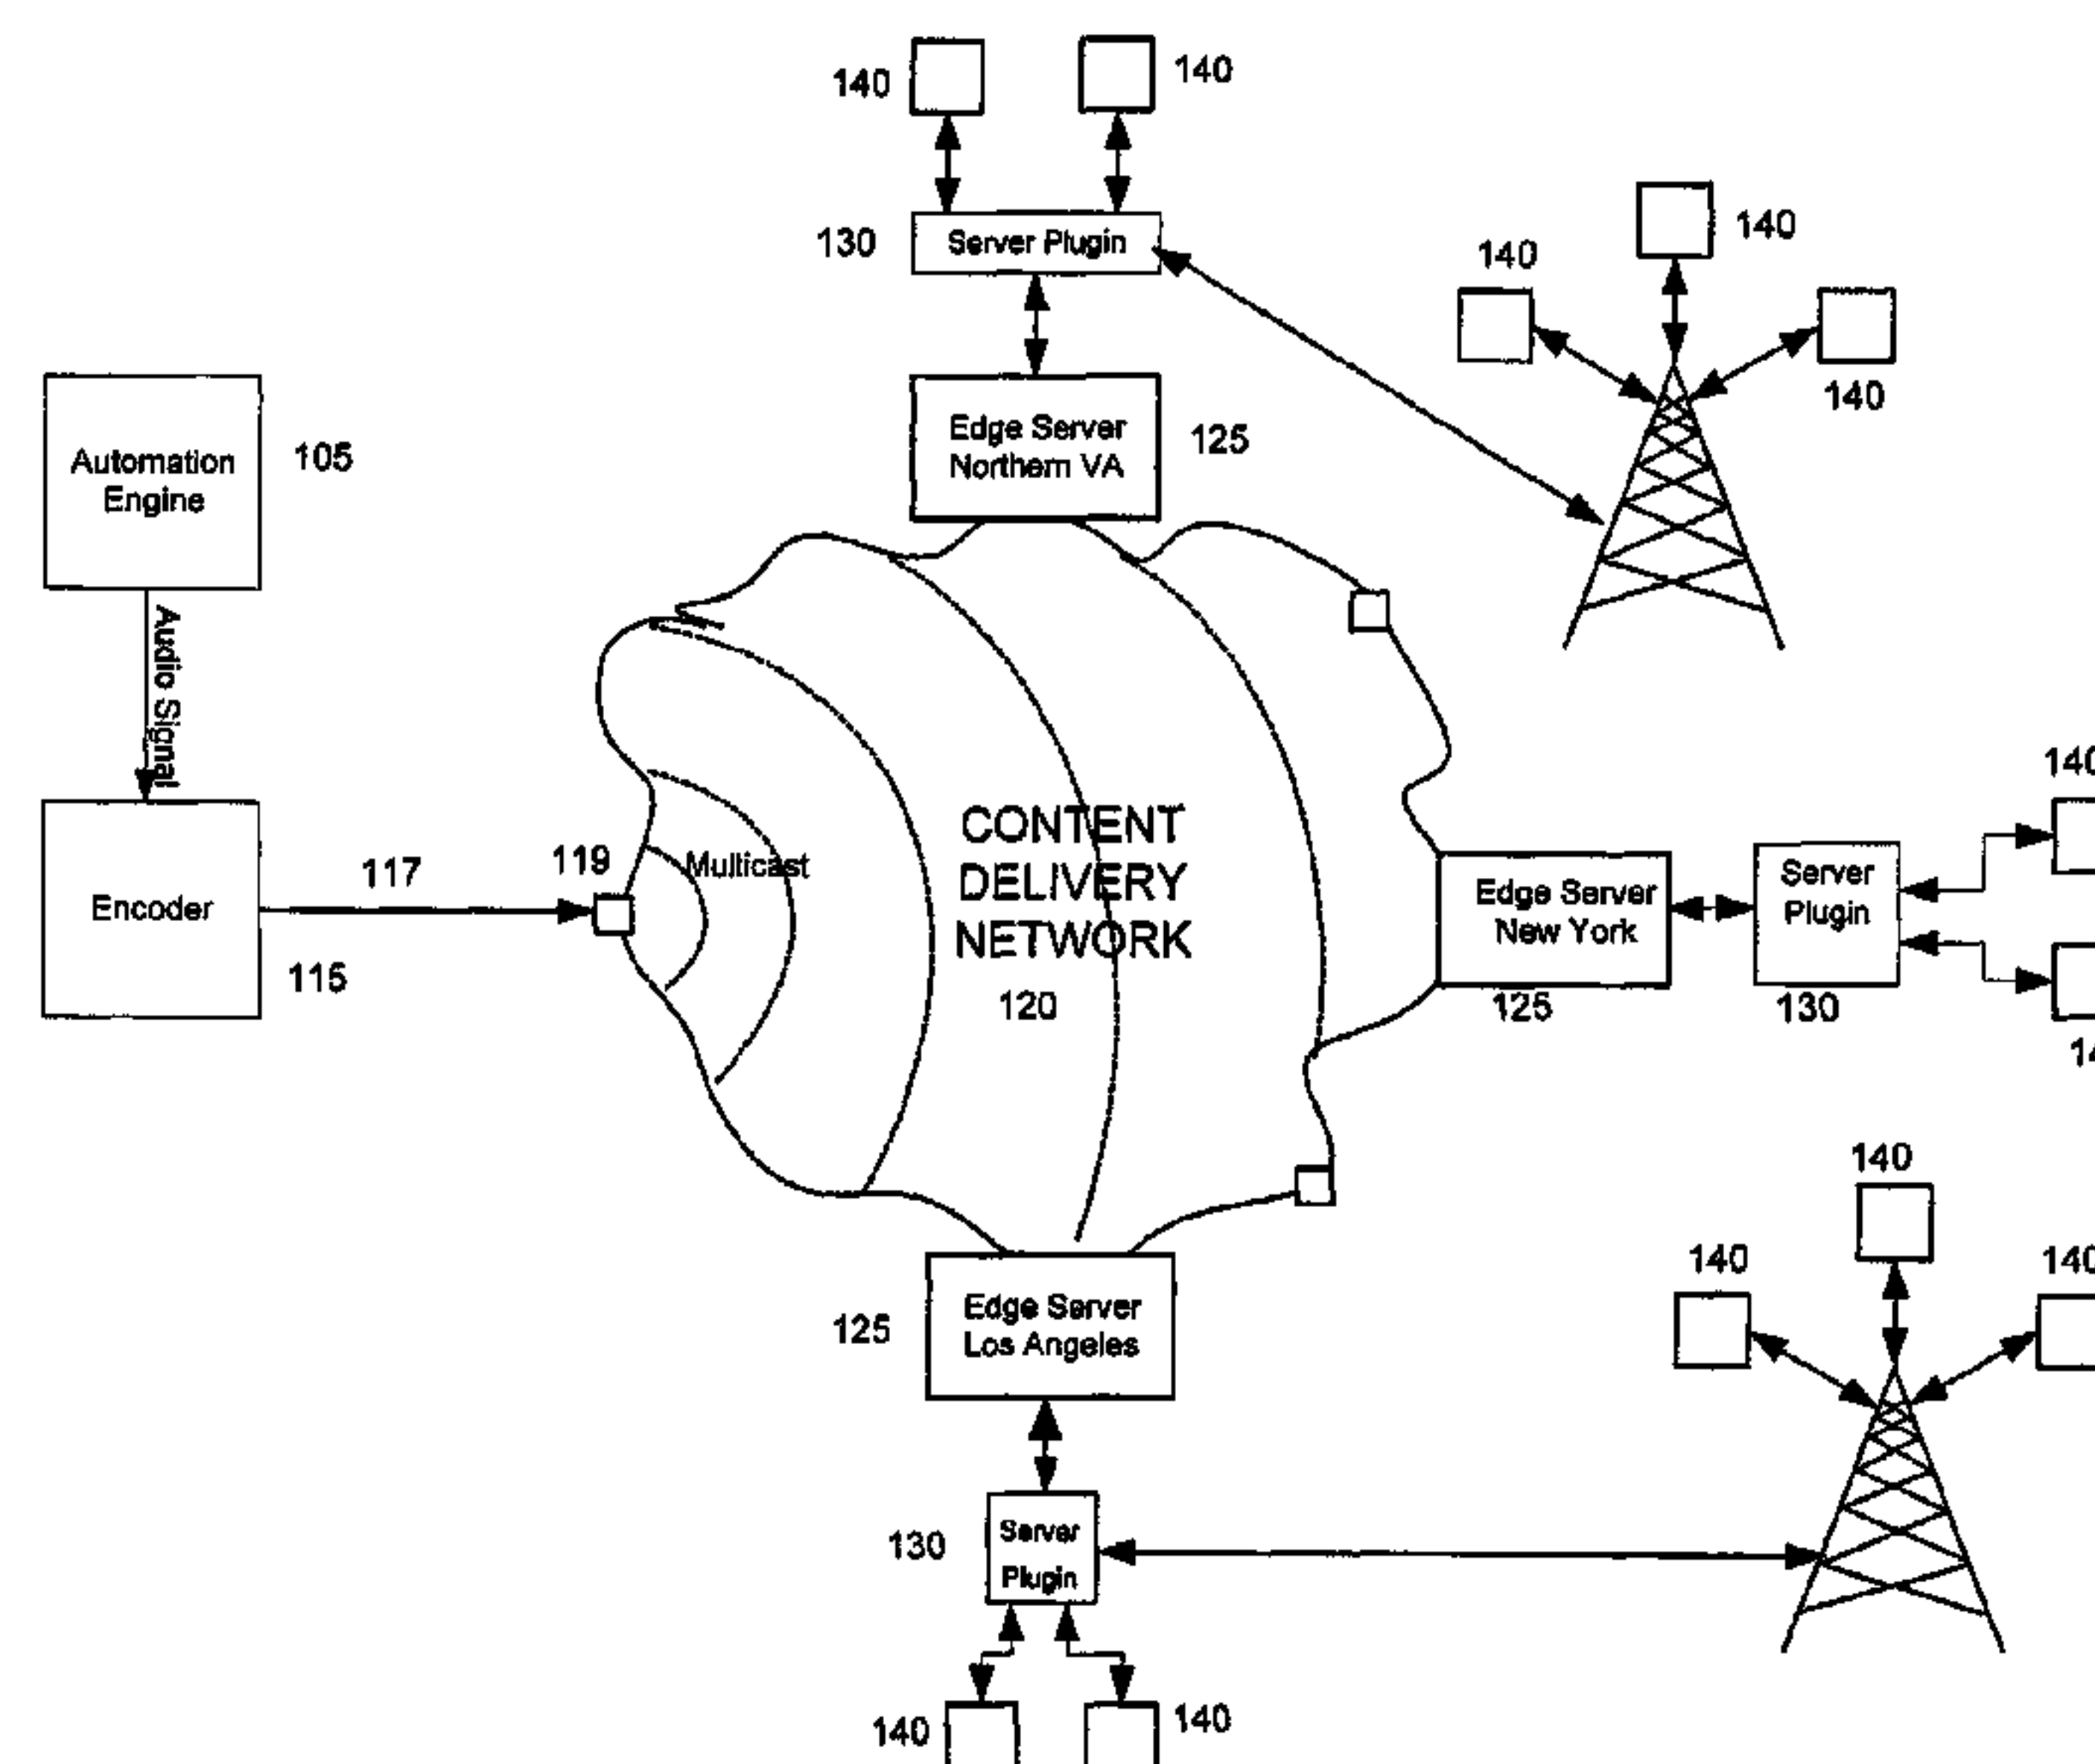 140
140
130
Server Plugin
140
140
140
Automation
Engine
105
Edge Server
Northern VA
125
Audio Signal
Encoder
115
117
119
Multicast
CONTENT
DELIVERY
NETWORK
120
Edge Server
New York
125
Server
Plugin
130
140
14
140
140
140
125
Edge Server
Los Angeles
130
Server
Plugin
140
140